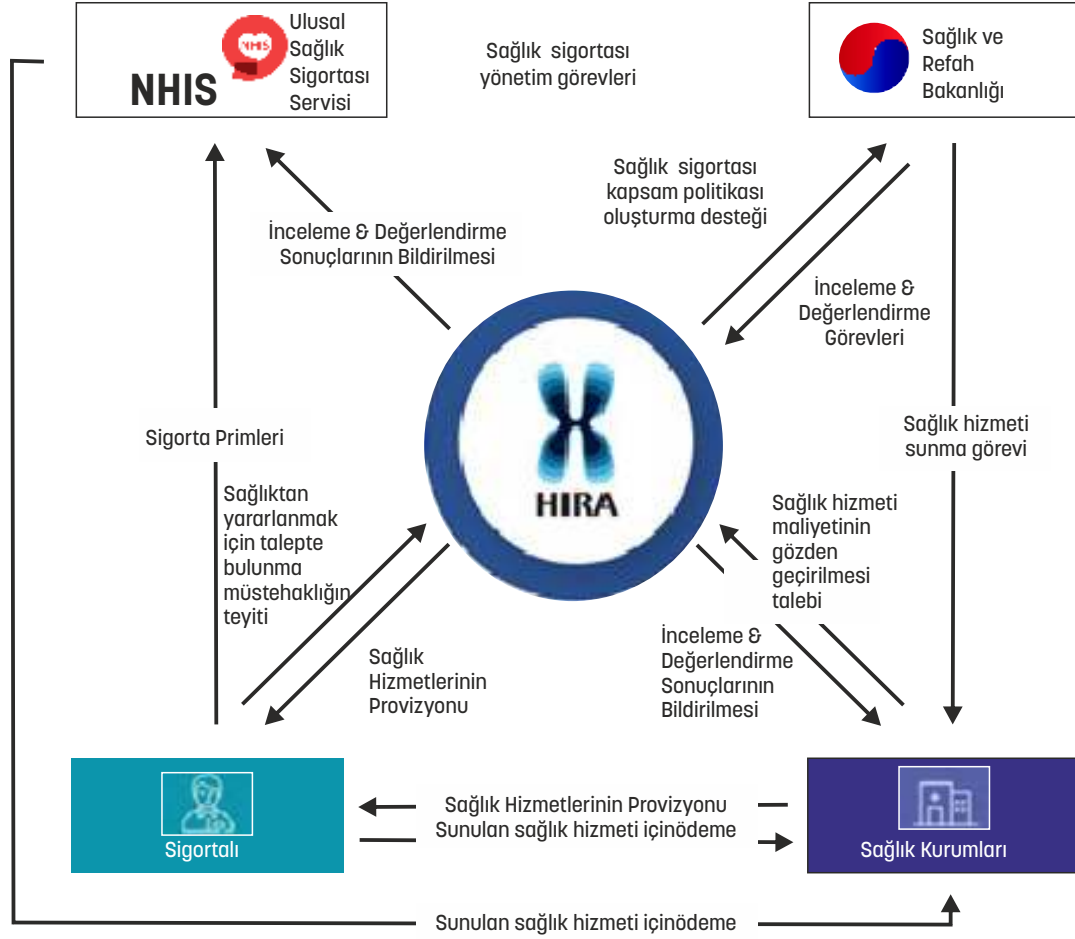 NHIS
NHIS
Ulusal
Sağlık
Sigortası
Servisi
Sağlık sigortası
yönetim görevleri
Sağlık ve
Refah
Bakanlığı
Sağlık sigortası
kapsam politikası
oluşturma desteği
İnceleme & Değerlendirme
Sonuçlarının Bildirilmesi
İnceleme &
Değerlendirme
Görevleri
Sigorta Primleri
HIRA
Sağlık hizmeti
sunma görevi
Sağlıktan
yararlanmak
için talepte
bulunma
müstehaklığın
teyiti
Sağlık hizmeti
maliyetinin
gözden
geçirilmesi
talebi
Sağlık
Hizmetlerinin
Provizyonu
İnceleme &
Değerlendirme
Sonuçlarının
Bildirilmesi
Sigortalı
Sağlık Hizmetlerinin Provizyonu
Sunulan sağlık hizmeti içinödeme
Sağlık Kurumları
Sunulan sağlık hizmeti içinödeme